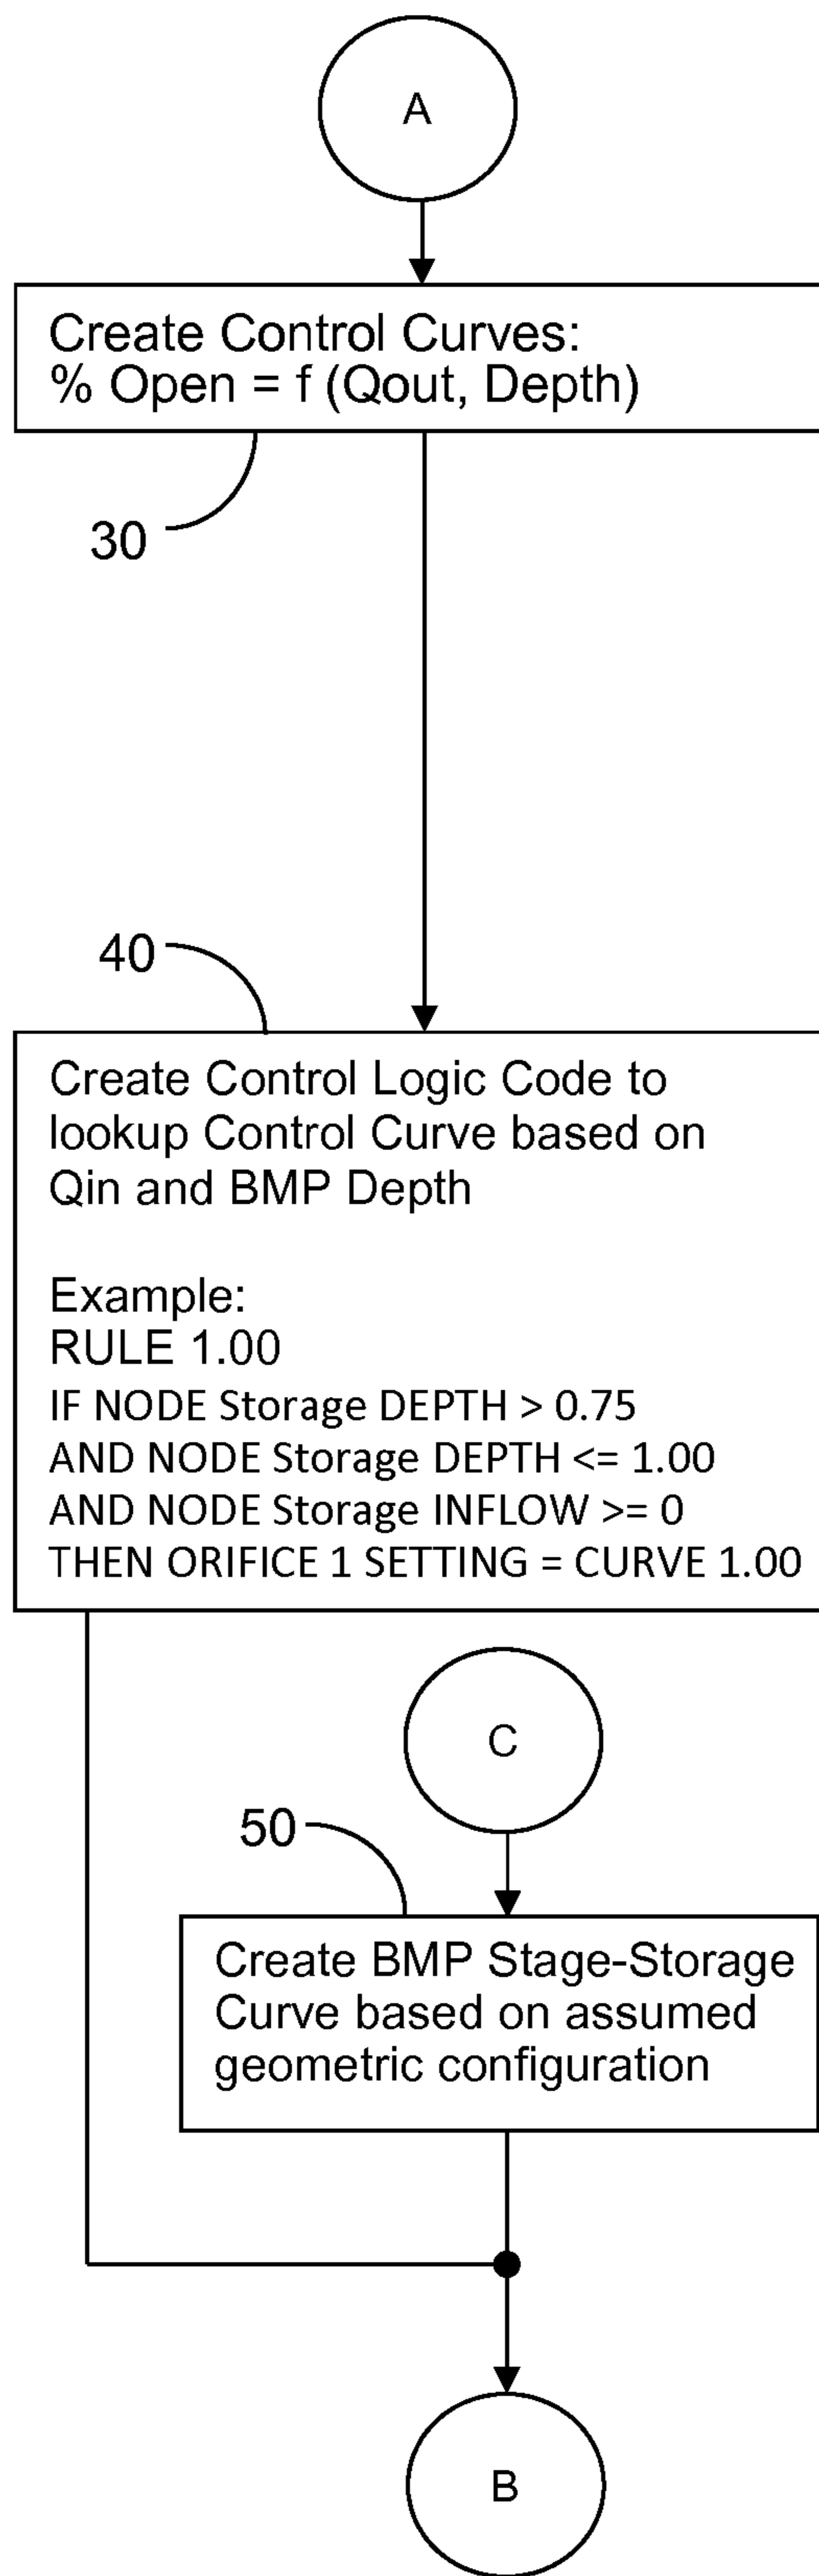 A
Create Control Curves:
% Open = f (Qout, Depth)
30
40
Create Control Logic Code to
lookup Control Curve based on
Qin and BMP Depth
Example:
RULE 1.00
IF NODE Storage DEPTH > 0.75
AND NODE Storage DEPTH <= 1.00
AND NODE Storage INFLOW >= 0
THEN ORIFICE 1 SETTING = CURVE 1.00
C
50
Create BMP Stage-Storage
Curve based on assumed
geometric configuration
B